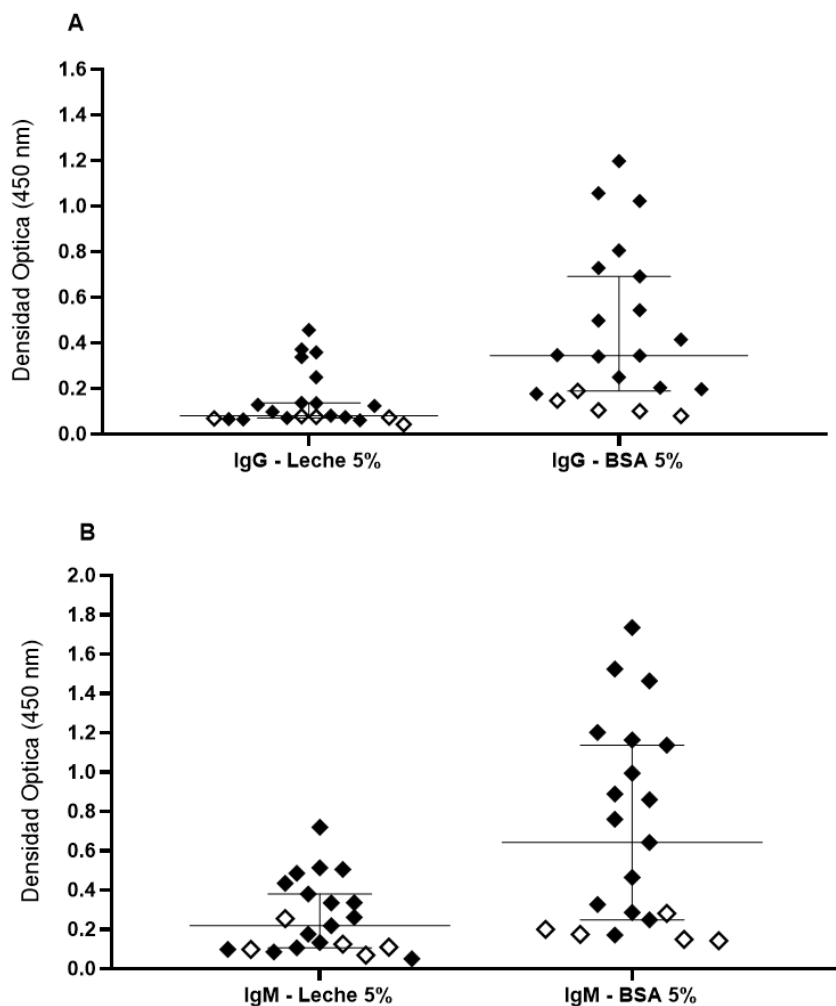 A
Densidad Optica (450 nm)
1.6
1.4
1.2
1.0
0.8
0.6
0.4
0.2
0.0
IgG - Leche 5%
IgG - BSA 5%
B
Densidad Optica (450 nm)
2.0
1.8
1.6
1.4
1.2
1.0
0.8
0.6
0.4
0.2
0.0
IgM - Leche 5%
IgM - BSA 5%